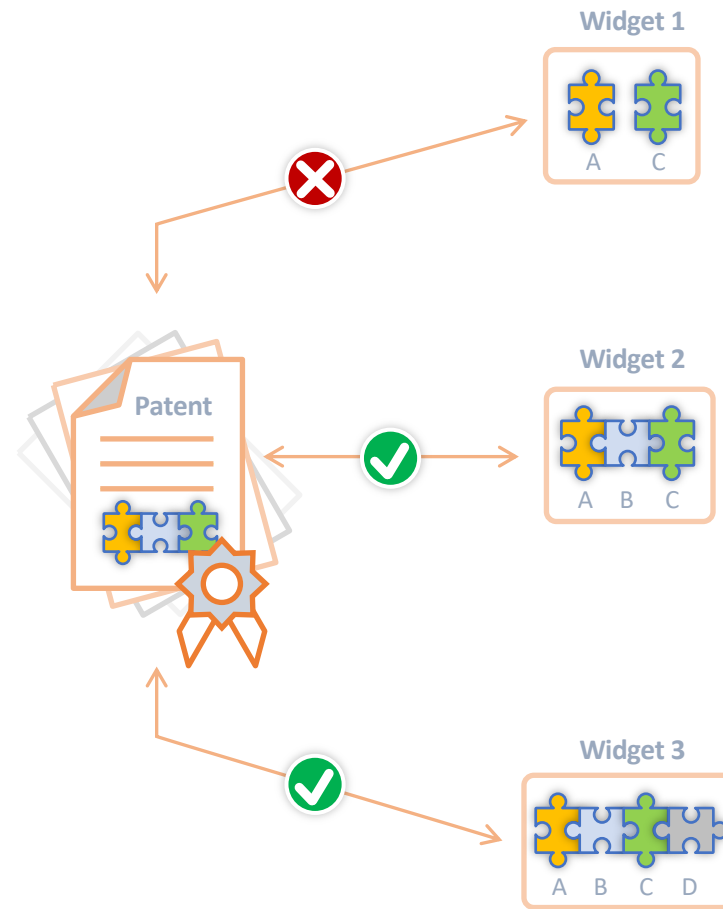 Widget 1
A C
Widget 2
Patent
A B C
Widget 3
A B C D